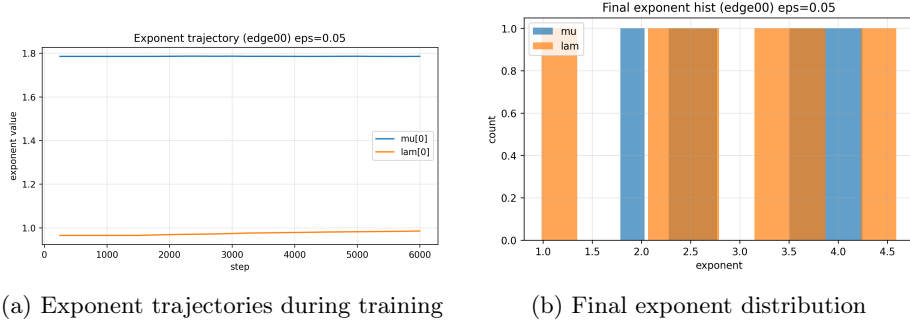 Exponent trajectory (edge00) eps=0.05
exponent value
1.8
1.6
1.4
1.2
1.0
mu[0]
lam[0]
0 1000 2000 3000 4000 5000 6000
step
(a) Exponent trajectories during training
Final exponent hist (edge00) eps=0.05
count
1.0
0.8
0.6
0.4
0.2
0.0
mu
lam
1.0 1.5 2.0 2.5 3.0 3.5 4.0 4.5
exponent
(b) Final exponent distribution